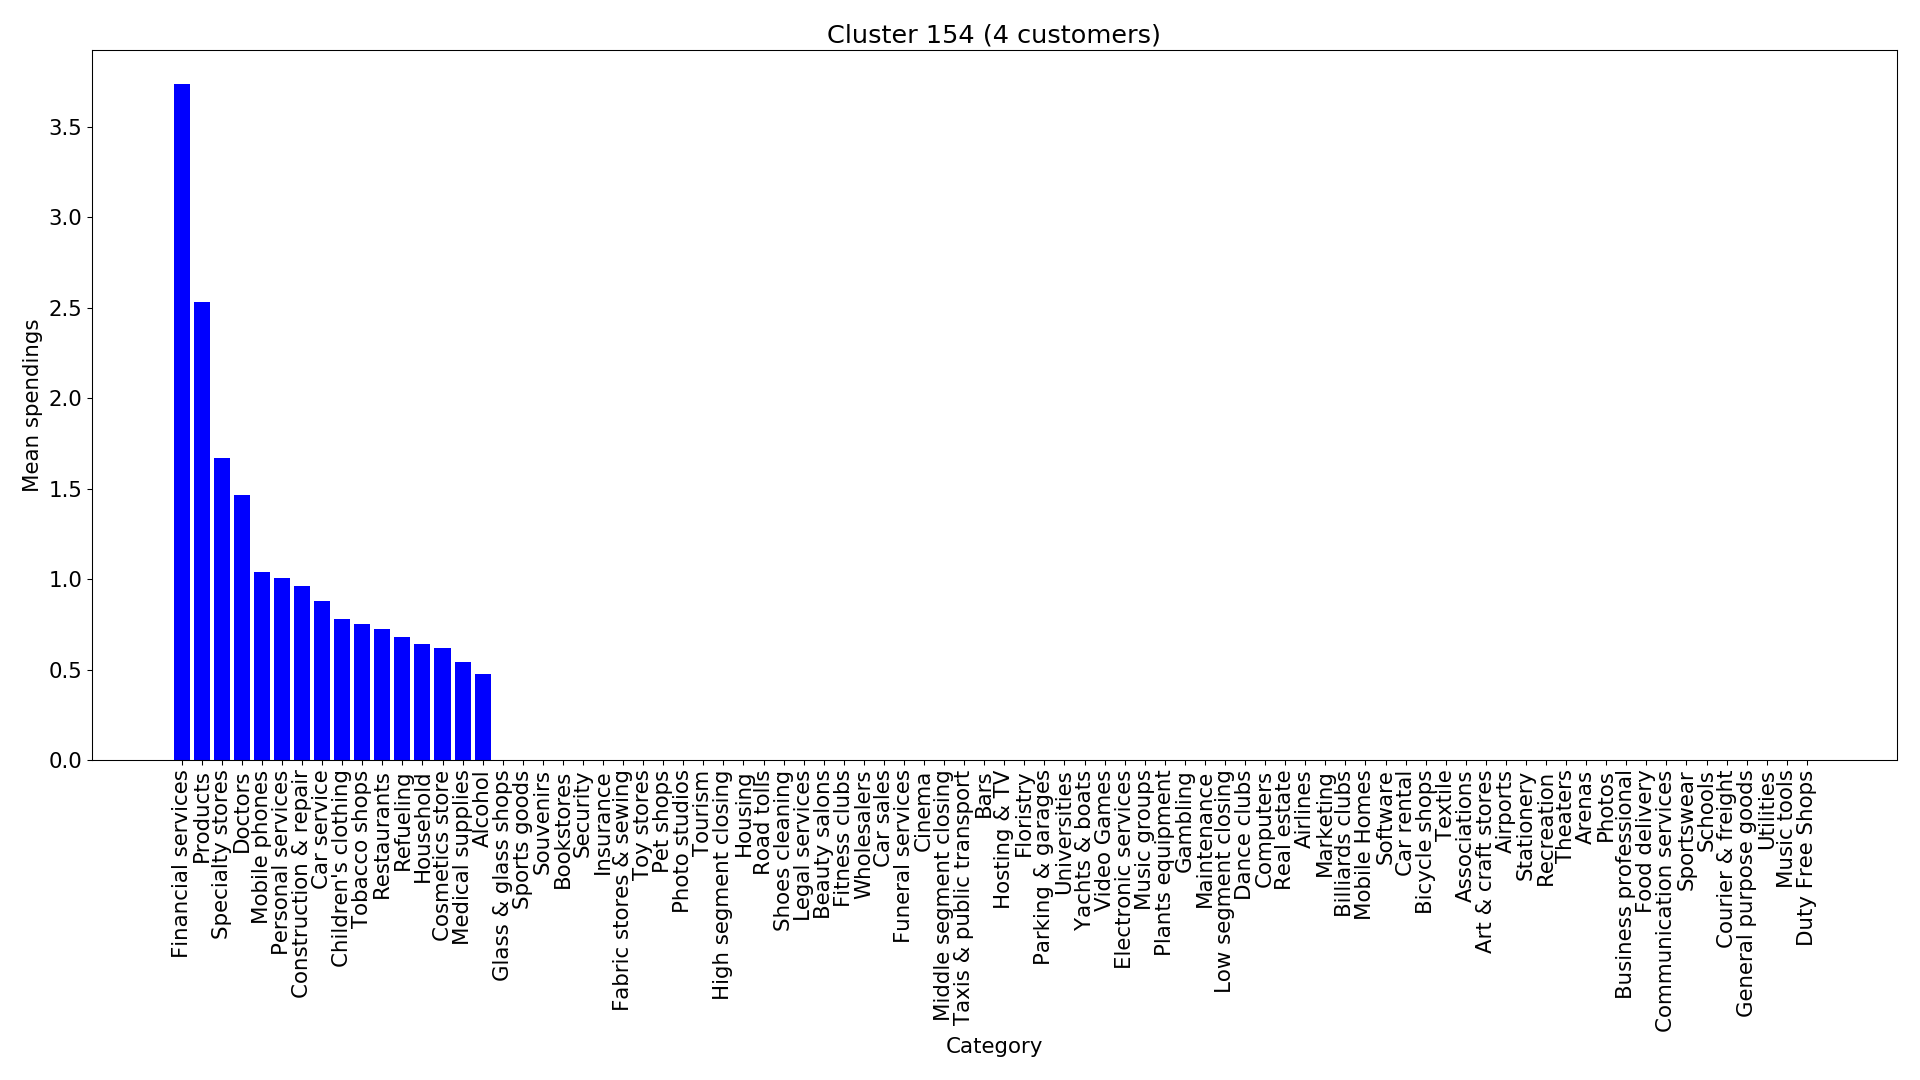 Cluster 154 (4 customers)
Mean spendings
3.5
3.0
2.5
2.0
1.5
1.0
0.5
0.0
Financial services
Products
Specialty stores
Doctors
Mobile phones
Personal services
Construction & repair
Car service
Children's clothing
Tobacco shops
Restaurants
Refueling
Household
Cosmetics store
Medical supplies
Alcohol
Glass & glass shops
Sports goods
Souvenirs
Bookstores
Security
Insurance
Fabric stores & sewing
Toy stores
Pet shops
Photo studios
Tourism
High segment closing
Housing
Road tolls
Shoes cleaning
Legal services
Beauty salons
Fitness clubs
Wholesalers
Car sales
Funeral services
Cinema
Middle segment closing
Taxis & public transport
Bars
Hosting & TV
Floristry
Parking & garages
Universities
Yachts & boats
Video Games
Electronic services
Music groups
Plants equipment
Gambling
Maintenance
Low segment closing
Dance clubs
Computers
Real estate
Airlines
Marketing
Billiards clubs
Mobile Homes
Software
Car rental
Bicycle shops
Textile
Associations
Art & craft stores
Airports
Stationery
Recreation
Theaters
Arenas
Photos
Business professional
Food delivery
Communication services
Sportswear
Schools
Courier & freight
General purpose goods
Utilities
Music tools
Duty Free Shops
Category